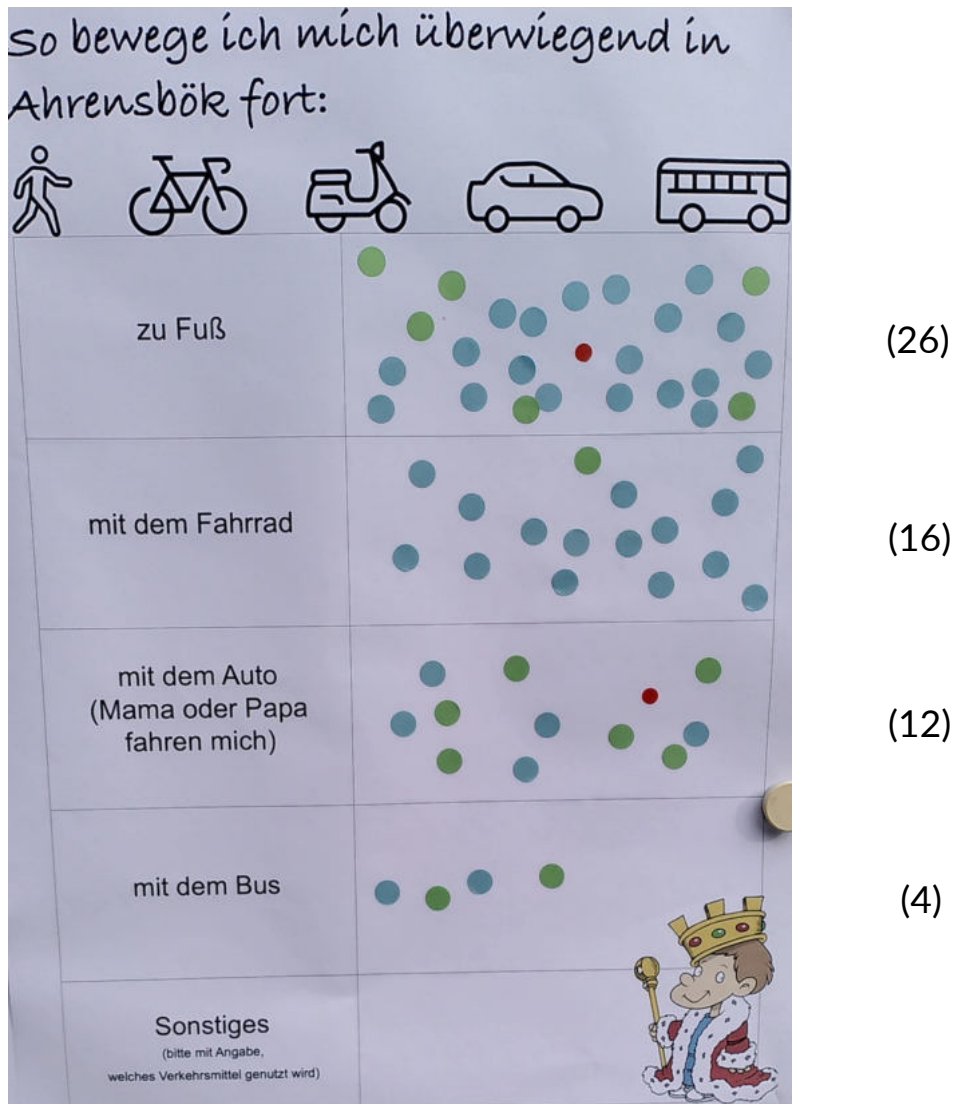 So bewege ich mich überwiegend in
Ahrensbök fort:
zu Fuß
(26)
mit dem Fahrrad
(16)
mit dem Auto
(Mama oder Papa
fahren mich)
(12)
mit dem Bus
(4)
Sonstiges
(bitte mit Angabe,
welches Verkehrsmittel genutzt wird)